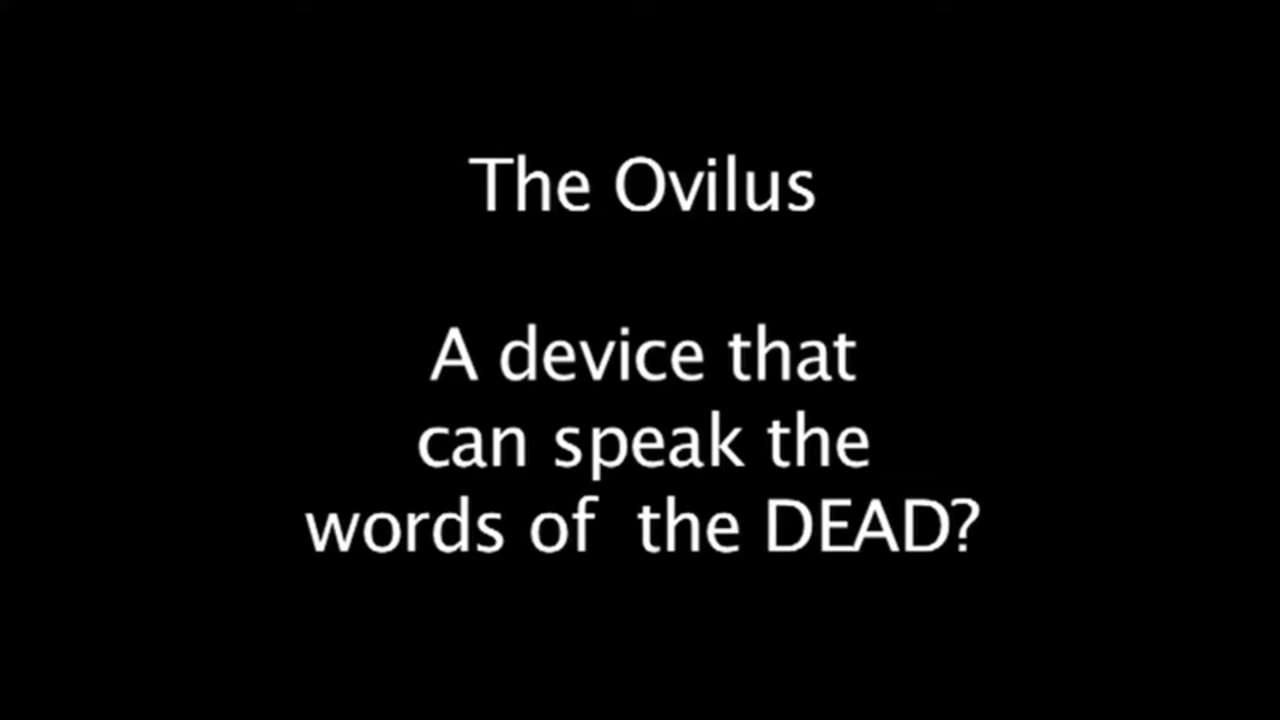 The Ovilus
A device that
can speak the
words of  the DEAD?